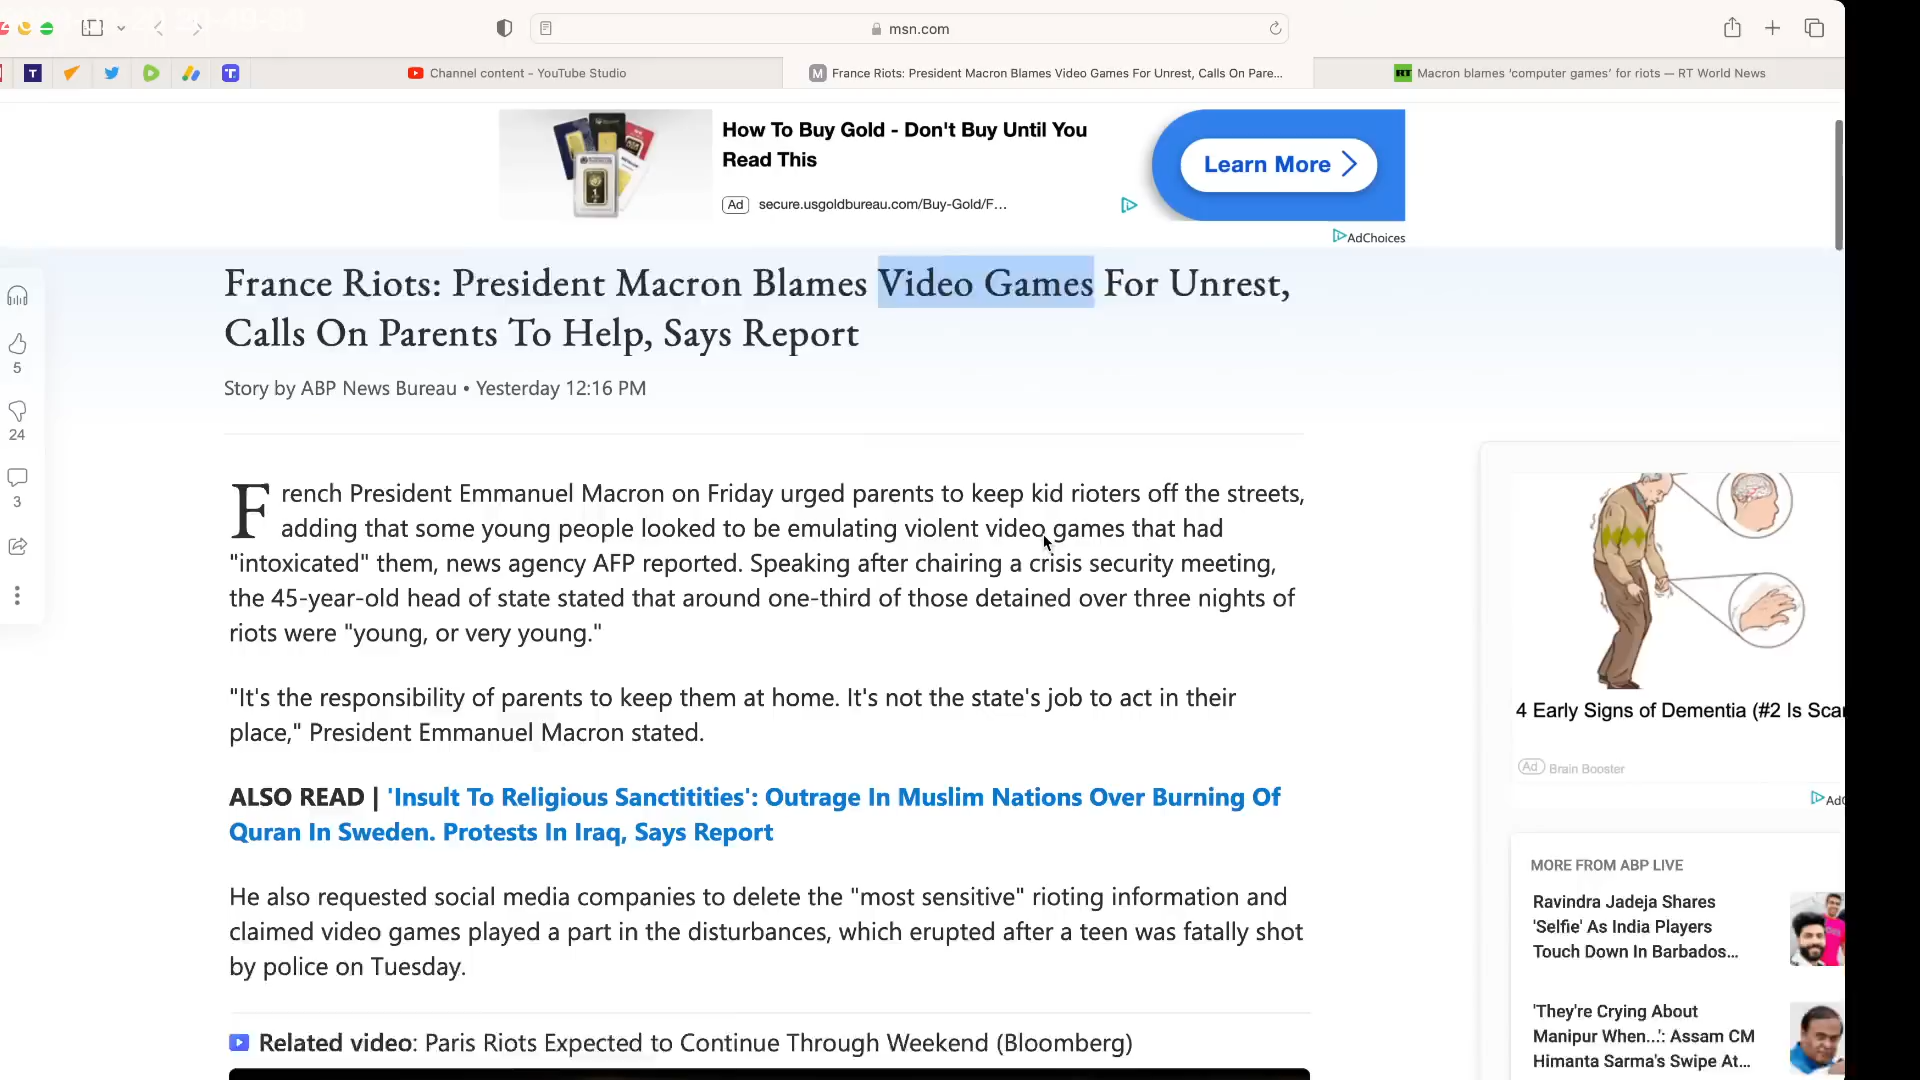 msn.com
Channel content - YouTube Studio
France Riots: President Macron Blames Video Games For Unrest, Calls On Pare...
Macron blames 'computer games' for riots — RT World News
How To Buy Gold - Don't Buy Until You
Read This
Ad secure.usgoldbureau.com/Buy-Gold/F...
Learn More
AdChoices
France Riots: President Macron Blames Video Games For Unrest,
Calls On Parents To Help, Says Report
Story by ABP News Bureau • Yesterday 12:16 PM
5
24
3
French President Emmanuel Macron on Friday urged parents to keep kid rioters off the streets,
adding that some young people looked to be emulating violent video games that had
"intoxicated" them, news agency AFP reported. Speaking after chairing a crisis security meeting,
the 45-year-old head of state stated that around one-third of those detained over three nights of
riots were "young, or very young."
"It's the responsibility of parents to keep them at home. It's not the state's job to act in their
place," President Emmanuel Macron stated.
ALSO READ | 'Insult To Religious Sanctitities': Outrage In Muslim Nations Over Burning Of
Quran In Sweden. Protests In Iraq, Says Report
He also requested social media companies to delete the "most sensitive" rioting information and
claimed video games played a part in the disturbances, which erupted after a teen was fatally shot
by police on Tuesday.
Related video: Paris Riots Expected to Continue Through Weekend (Bloomberg)
4 Early Signs of Dementia (#2 Is Scar
Ad Brain Booster
AdC
MORE FROM ABP LIVE
Ravindra Jadeja Shares
'Selfie' As India Players
Touch Down In Barbados...
'They're Crying About
Manipur When...': Assam CM
Himanta Sarma's Swipe At...